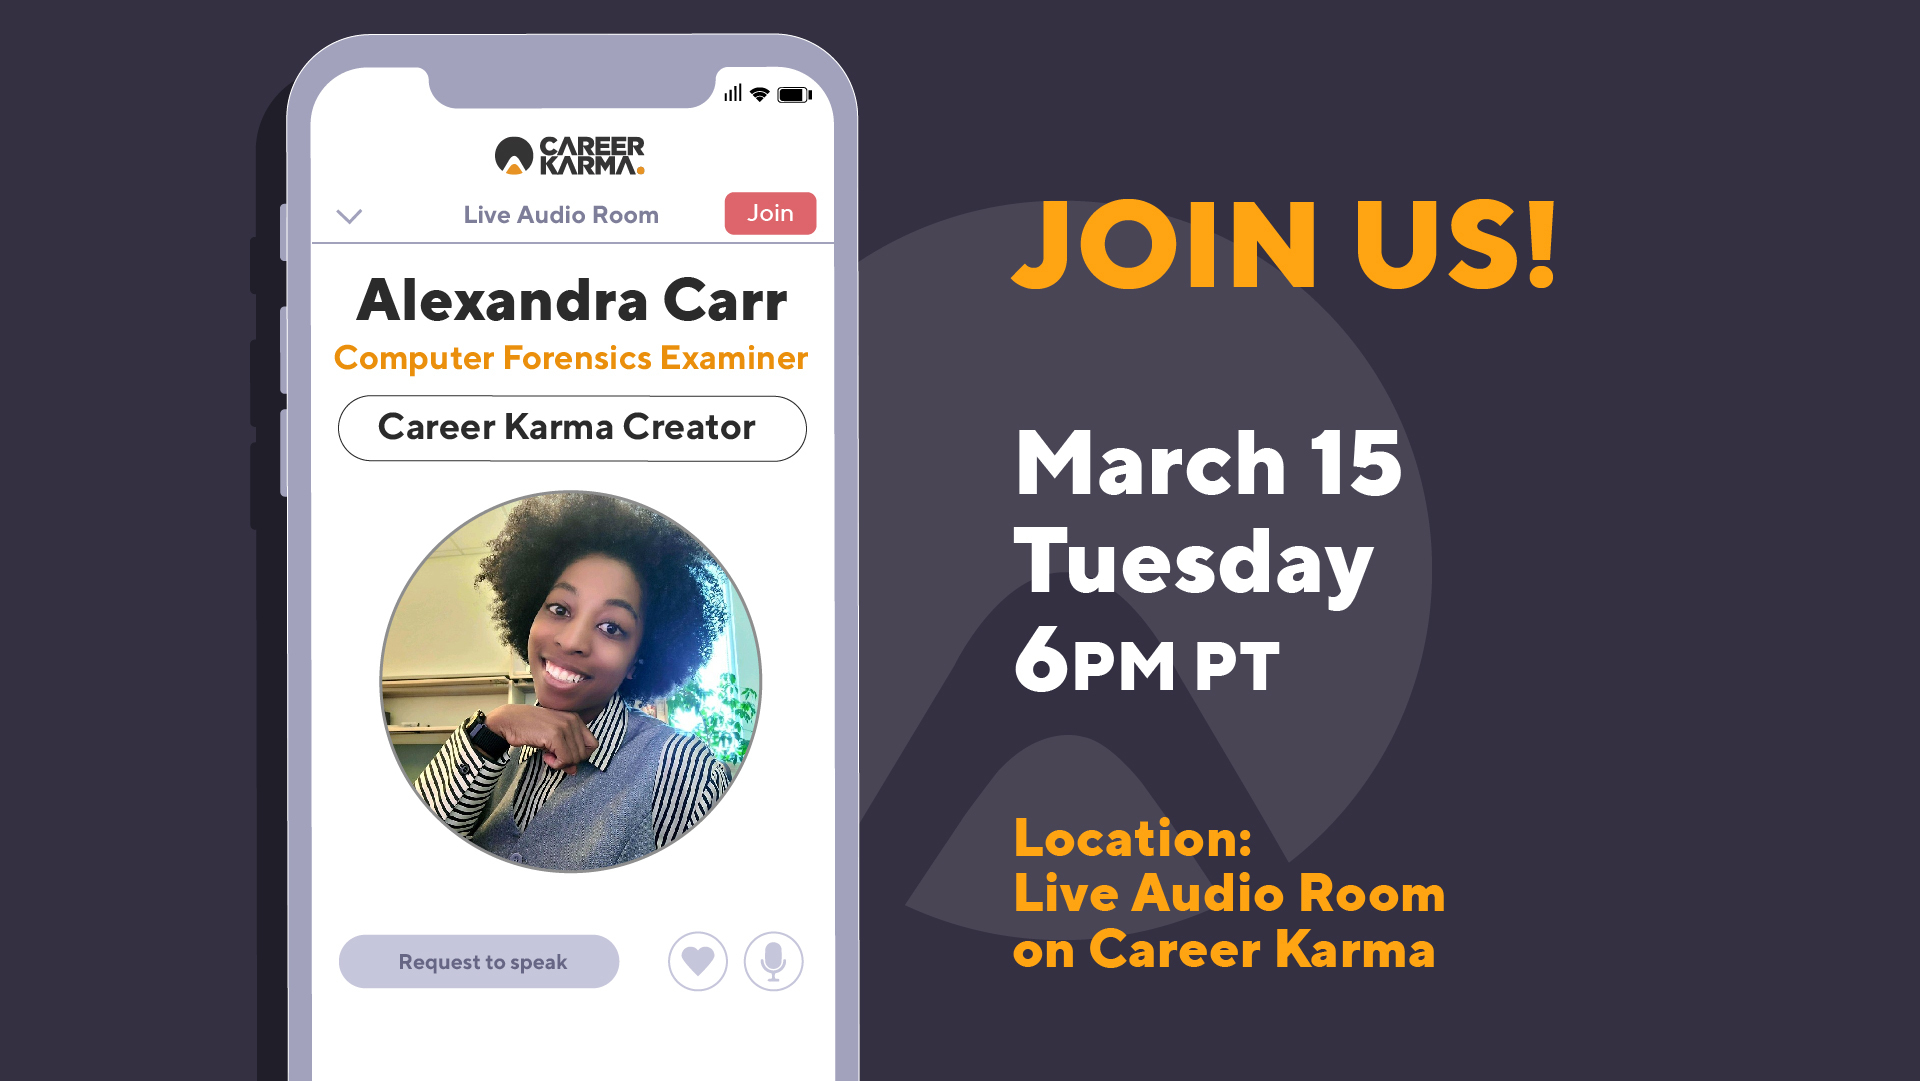 CAREER
KARMA.
Live Audio Room
Join
Alexandra Carr
Computer Forensics Examiner
Career Karma Creator
Request to speak
JOIN US!
March 15
Tuesday
6PM PT
Location:
Live Audio Room
on Career Karma